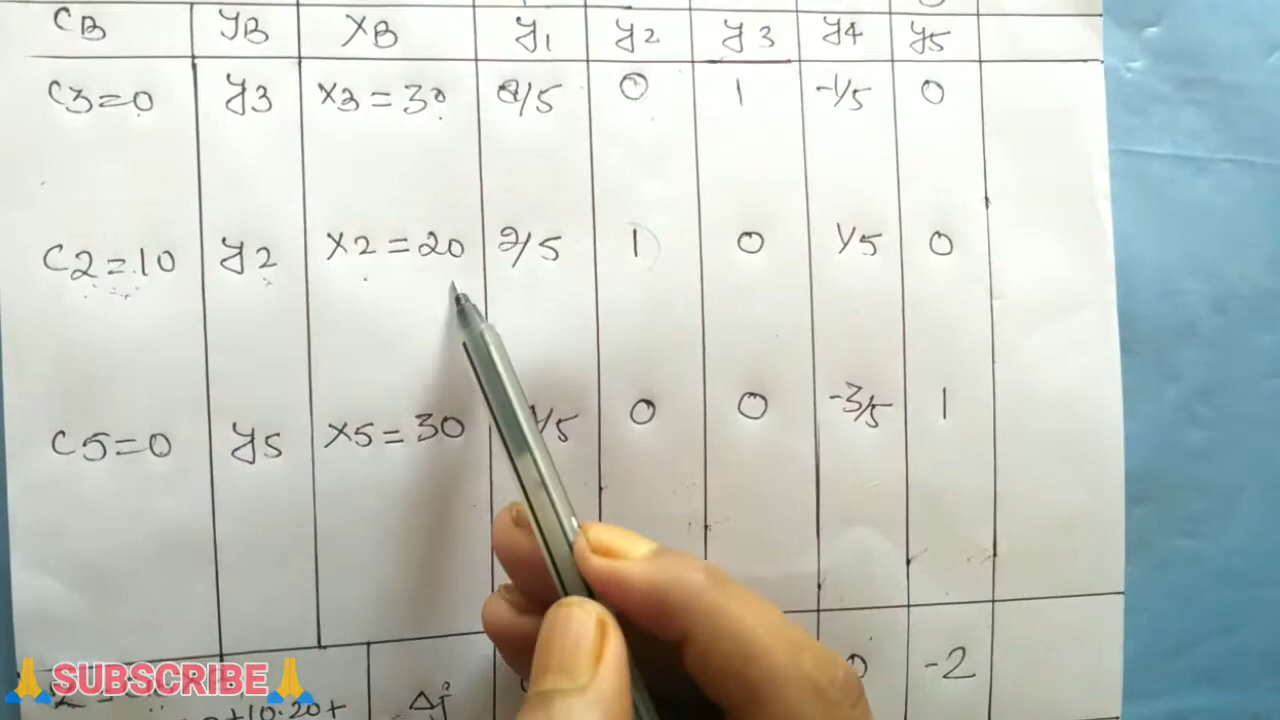 CB YB XB y1 y2 y3 y4 y5
C3=0 y3 x3=30 /5 0 1 -1/5 0
C2=10 y2 x2=20 2/5 1 0 1/5 0
C5=0 y5 x5=30 /5 0 0 -3/5 1
-2
+10.20+ Δj
SUBSCRIBE